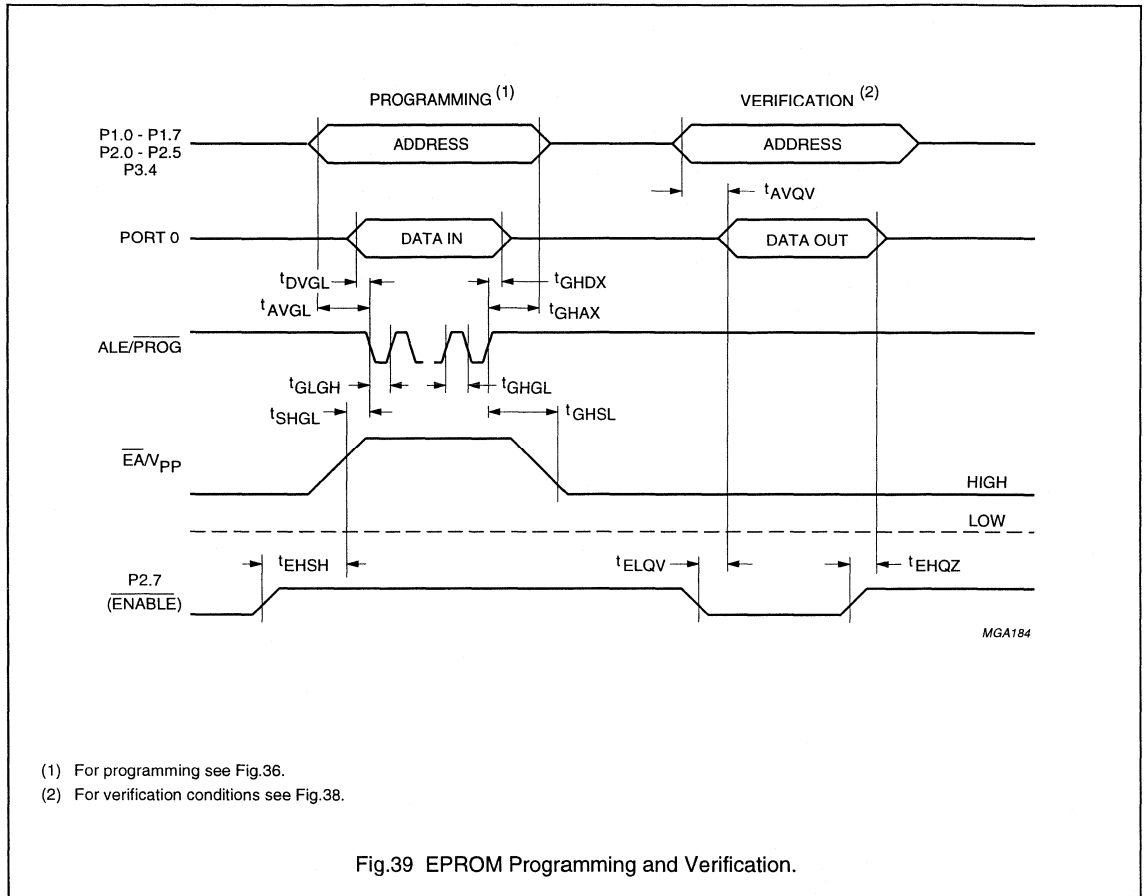 PROGRAMMING (1)
VERIFICATION (2)
P1.0 - P1.7
P2.0 - P2.5
P3.4
ADDRESS
ADDRESS
tAVQV
PORT 0
DATA IN
DATA OUT
tDVGL
tGHDX
tAVGL
tGHAX
ALE/PROG
tGLGH
tGHGL
tSHGL
tGHSL
EA/VPP
HIGH
LOW
tEHSH
tELQV
tEHQZ
P2.7
(ENABLE)
MGA184
(1) For programming see Fig.36.
(2) For verification conditions see Fig.38.
Fig.39 EPROM Programming and Verification.